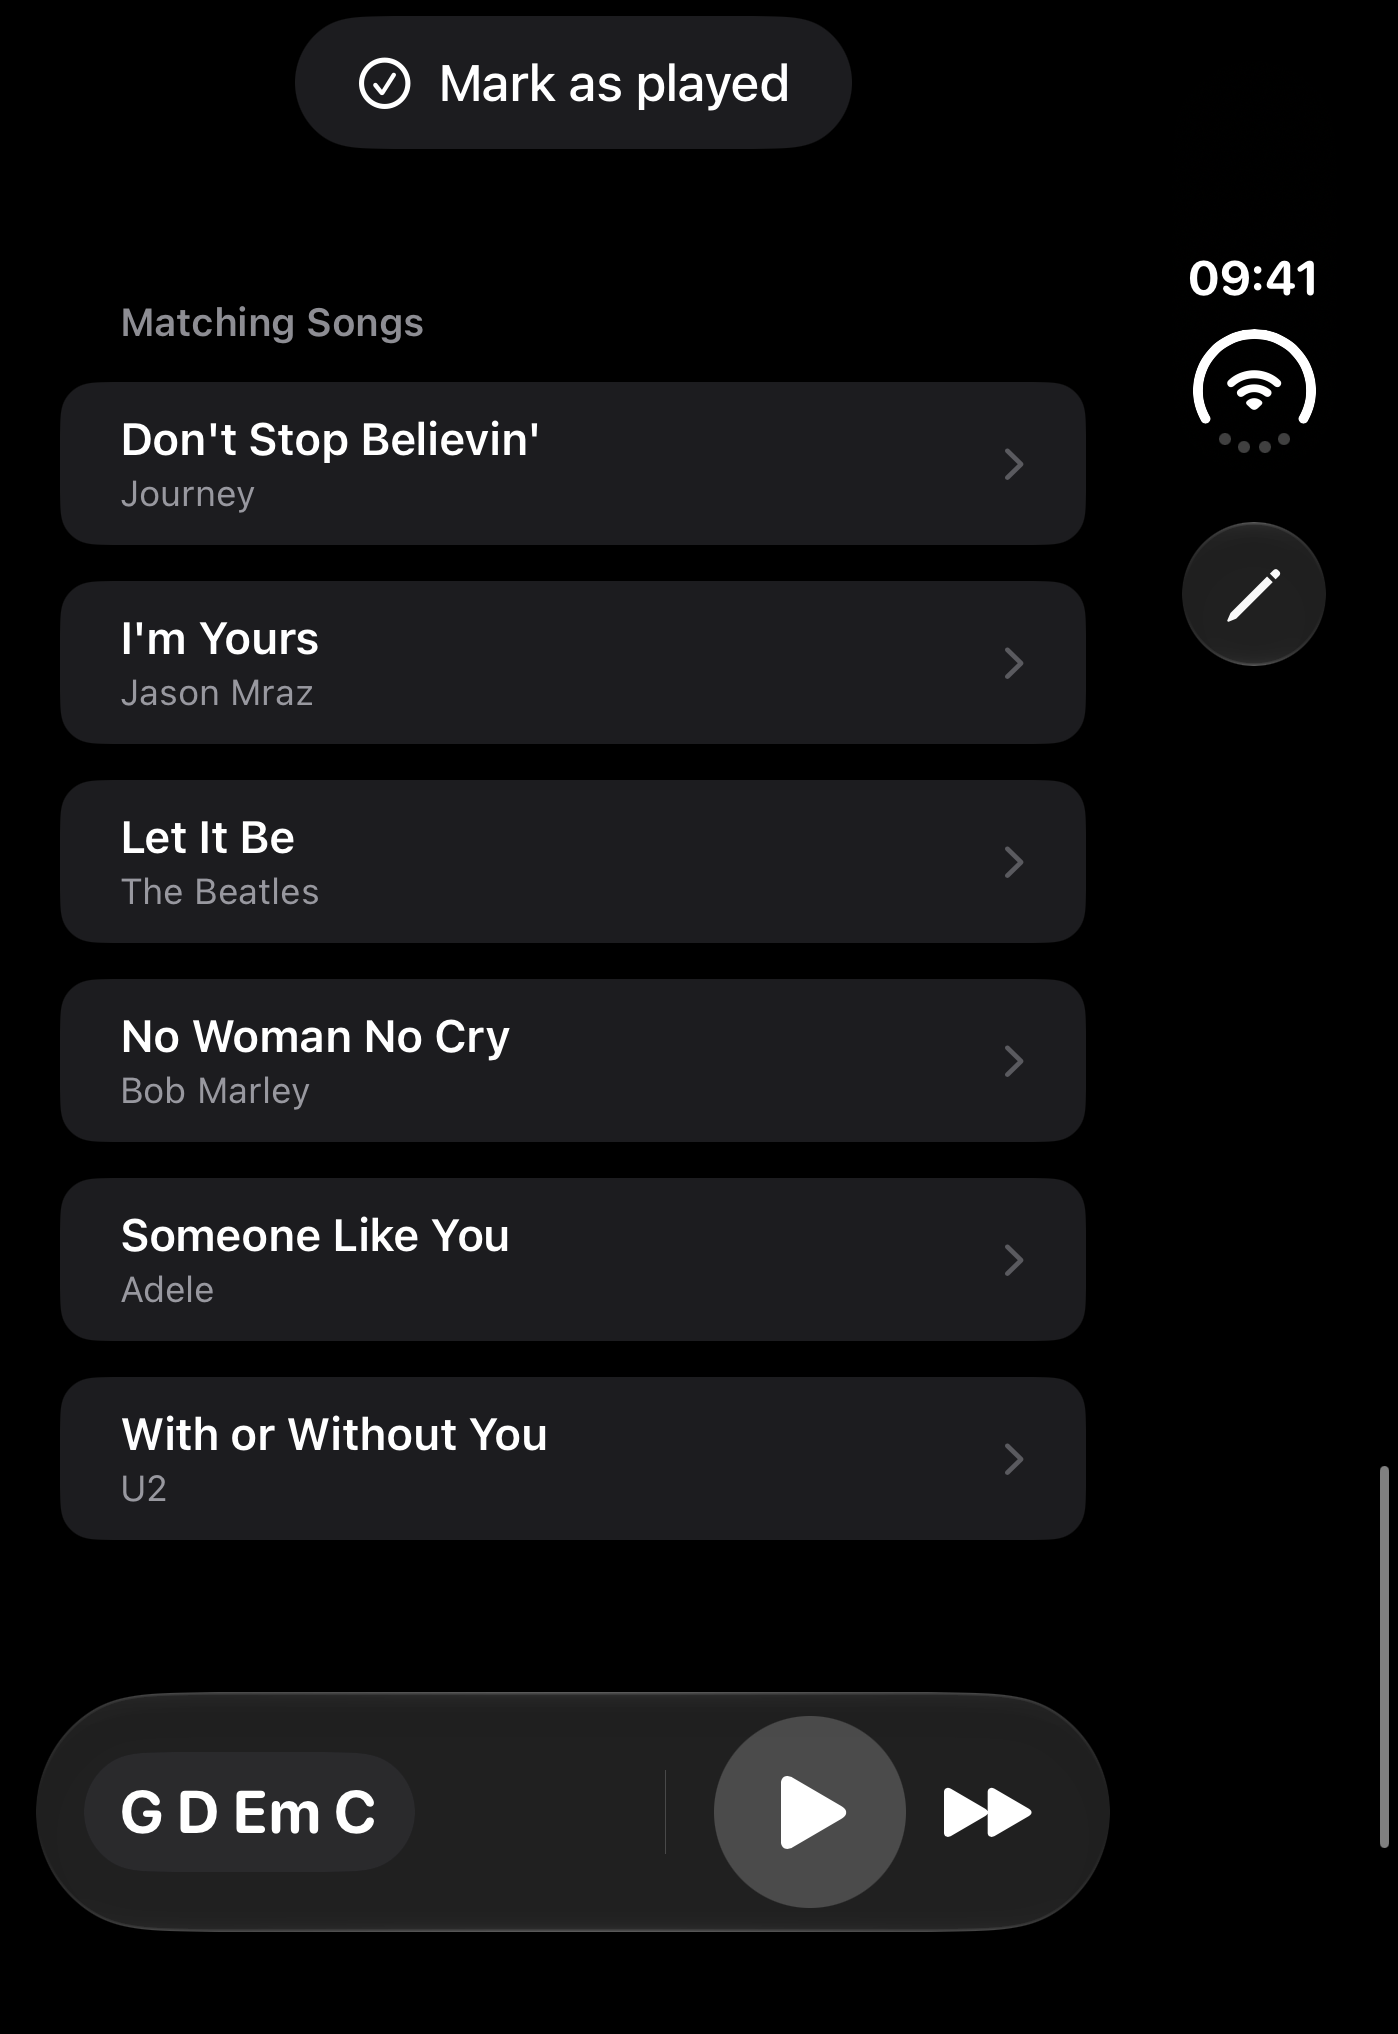 Mark as played
09:41
Matching Songs
Don't Stop Believin'
Journey
I'm Yours
Jason Mraz
Let It Be
The Beatles
No Woman No Cry
Bob Marley
Someone Like You
Adele
With or Without You
U2
G D Em C